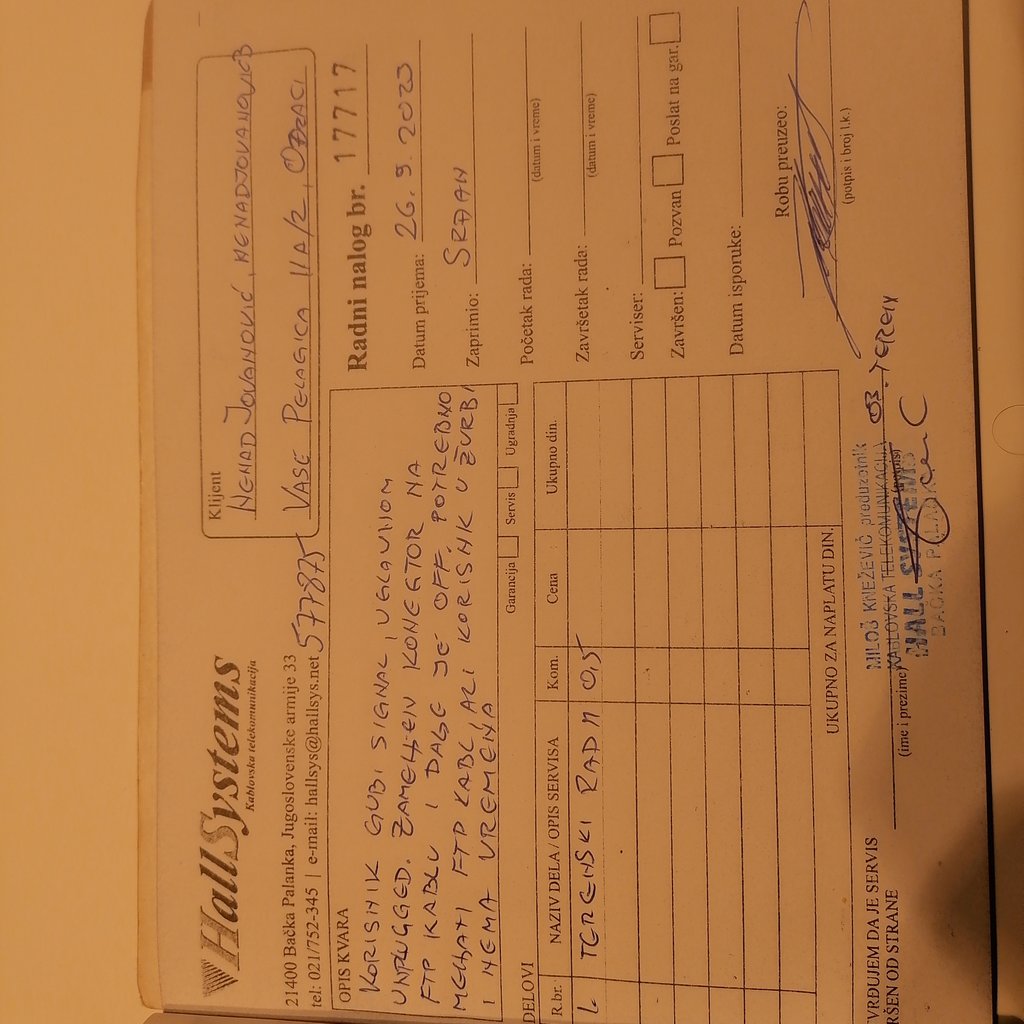 HallSystems
Kablovska telekomunikacija
21400 Bačka Palanka, Jugoslovenske armije 33
tel: 021/752-345 | e-mail: hallsys@hallsys.net
57875
Klijent
NENAD JOVANOVIĆ, NENADJOVANOVIĆB
VASE PELAGIĆA 11A/2, ODZACI
OPIS KVARA
KORISNIK GUBI SIGNAL, UGLAVNOM
UNPLUGGED. ZAMENJEN KONEKTOR NA
FTP KABLU I DALJE JE OFF. POTREBNO
MENJATI FTP KABL, ALI KORISNIK U ŽURBI
I NEMA VREMENA
Garancija Servis Ugradnja
Radni nalog br. 17717
Datum prijema: 26.9.2023
Zaprimio: SRĐAN
Početak rada:
(datum i vreme)
Završetak rada:
(datum i vreme)
Serviser:
Završen: Pozvan Poslat na gar.
Datum isporuke:
Robu preuzeo:
(potpis i broj l.k.)
DELOVI
R.br. NAZIV DELA / OPIS SERVISA Kom. Cena Ukupno din.
1. TERENSKI RAD 0,5
UKUPNO ZA NAPLATU DIN.
VRĐUJEM DA JE SERVIS
RŠEN OD STRANE
(ime i prezime)
MILOŠ KNEŽEVIĆ preduzetnik
KABLOVSKA TELEKOMUNIKACIJA
HALL SYSTEMS
BAČKA PALANKA
03. TEREN